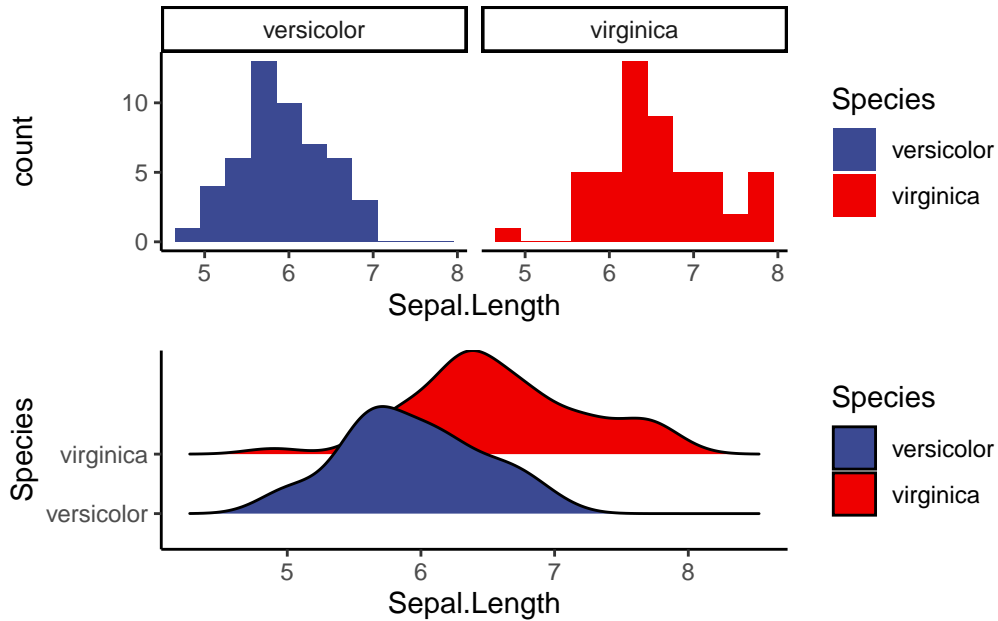 versicolor
virginica
count
10
5
0
5 6 7 8
5 6 7 8
Sepal.Length
Species
versicolor
virginica
Species
virginica
versicolor
5 6 7 8
Sepal.Length
Species
versicolor
virginica